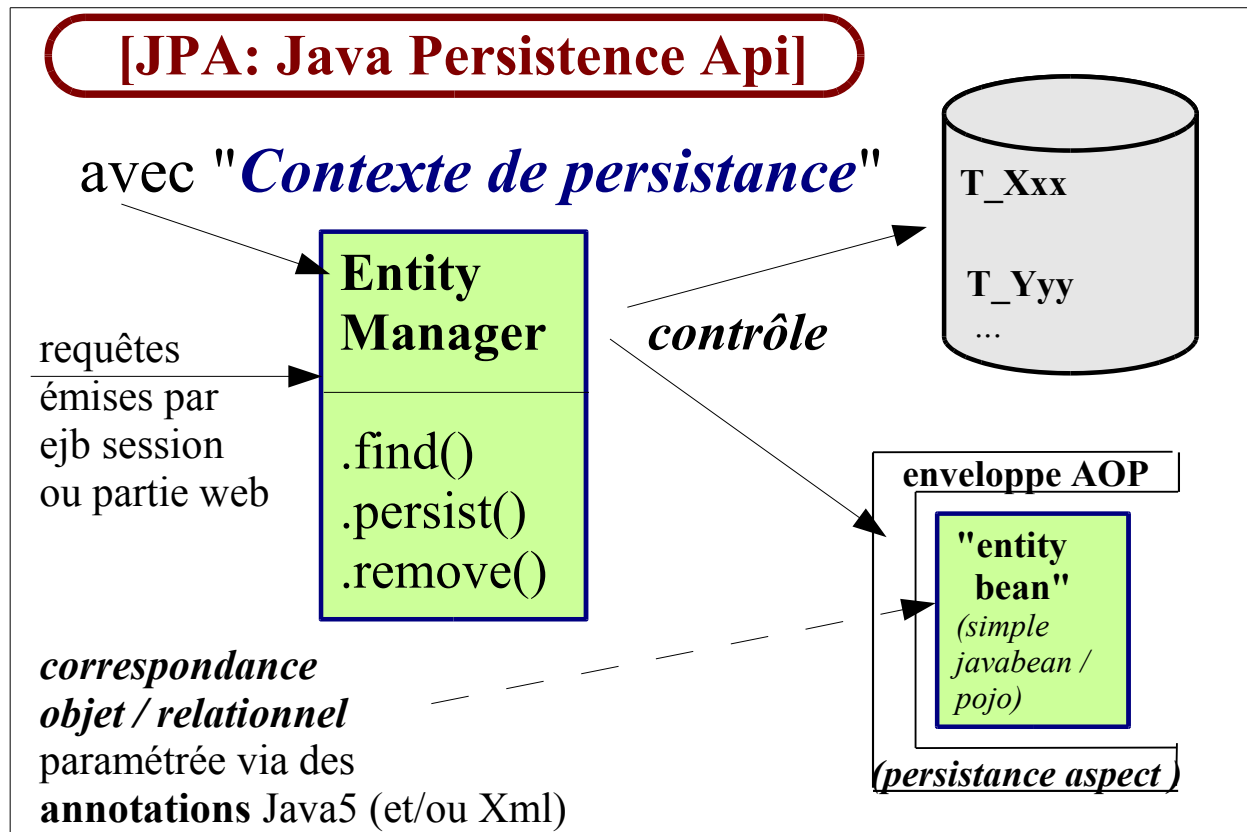 [JPA: Java Persistence Api]
avec "Contexte de persistance"
T_Xxx
T_Yyy
...
Entity
Manager
.find()
.persist()
.remove()
contrôle
requêtes
émises par
ejb session
ou partie web
enveloppe AOP
"entity
bean"
(simple
javabean /
pojo)
(persistance aspect )
correspondance
objet / relationnel
paramétrée via des
annotations Java5 (et/ou Xml)